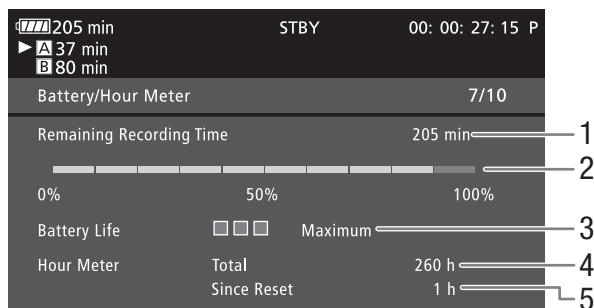 205 min STBY 00: 00: 27: 15 P
A 37 min
B 80 min
Battery/Hour Meter 7/10
Remaining Recording Time 205 min 1
2
0% 50% 100%
Battery Life Maximum 3
Hour Meter Total 260 h 4
Since Reset 1 h 5